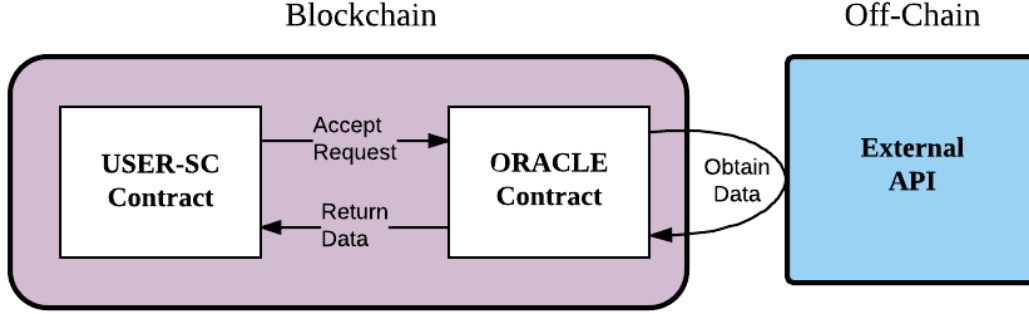 Blockchain
Off-Chain
USER-SC
Contract
Accept
Request
Return
Data
ORACLE
Contract
Obtain
Data
External
API